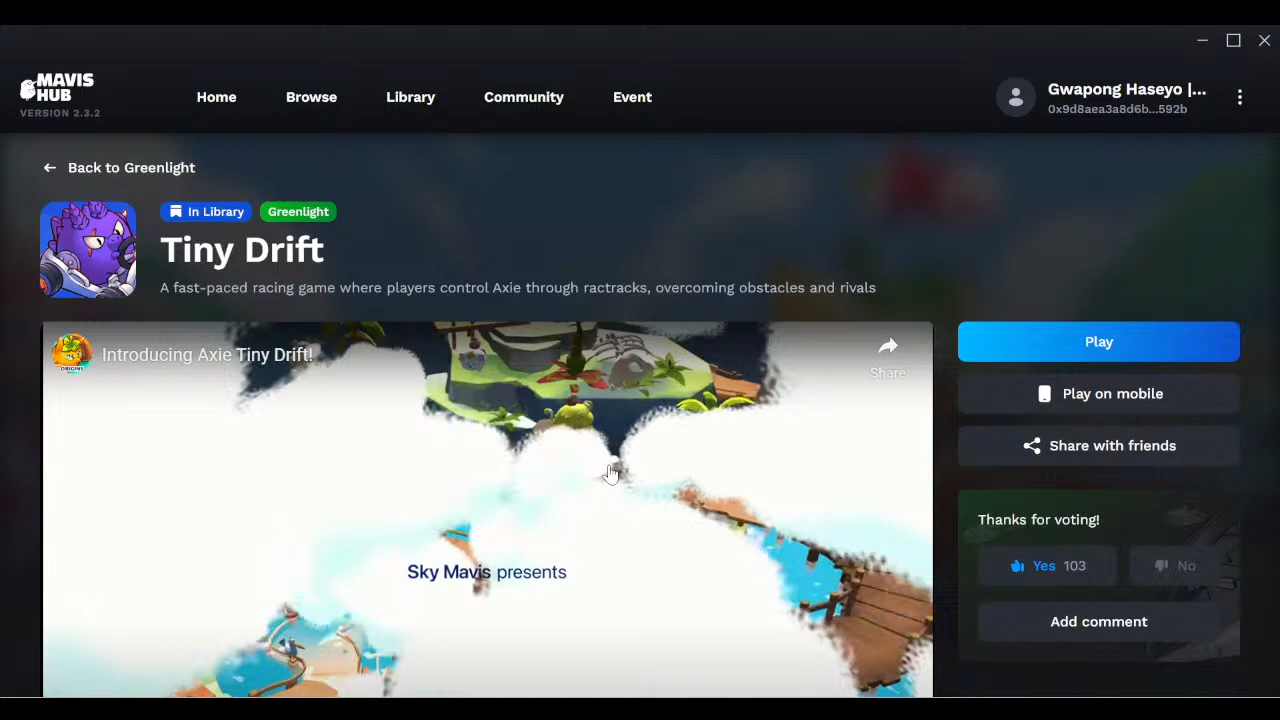 MAVIS
HUB
VERSION 2.3.2
Home
Browse
Library
Community
Event
Gwapong Haseyo |...
0x9d8aea3a8d6b...592b
Back to Greenlight
In Library
Greenlight
Tiny Drift
A fast-paced racing game where players control Axie through ractracks, overcoming obstacles and rivals
ORIGINS
Introducing Axie Tiny Drift!
Share
Sky Mavis presents
Play
Play on mobile
Share with friends
Thanks for voting!
Yes 103
No
Add comment